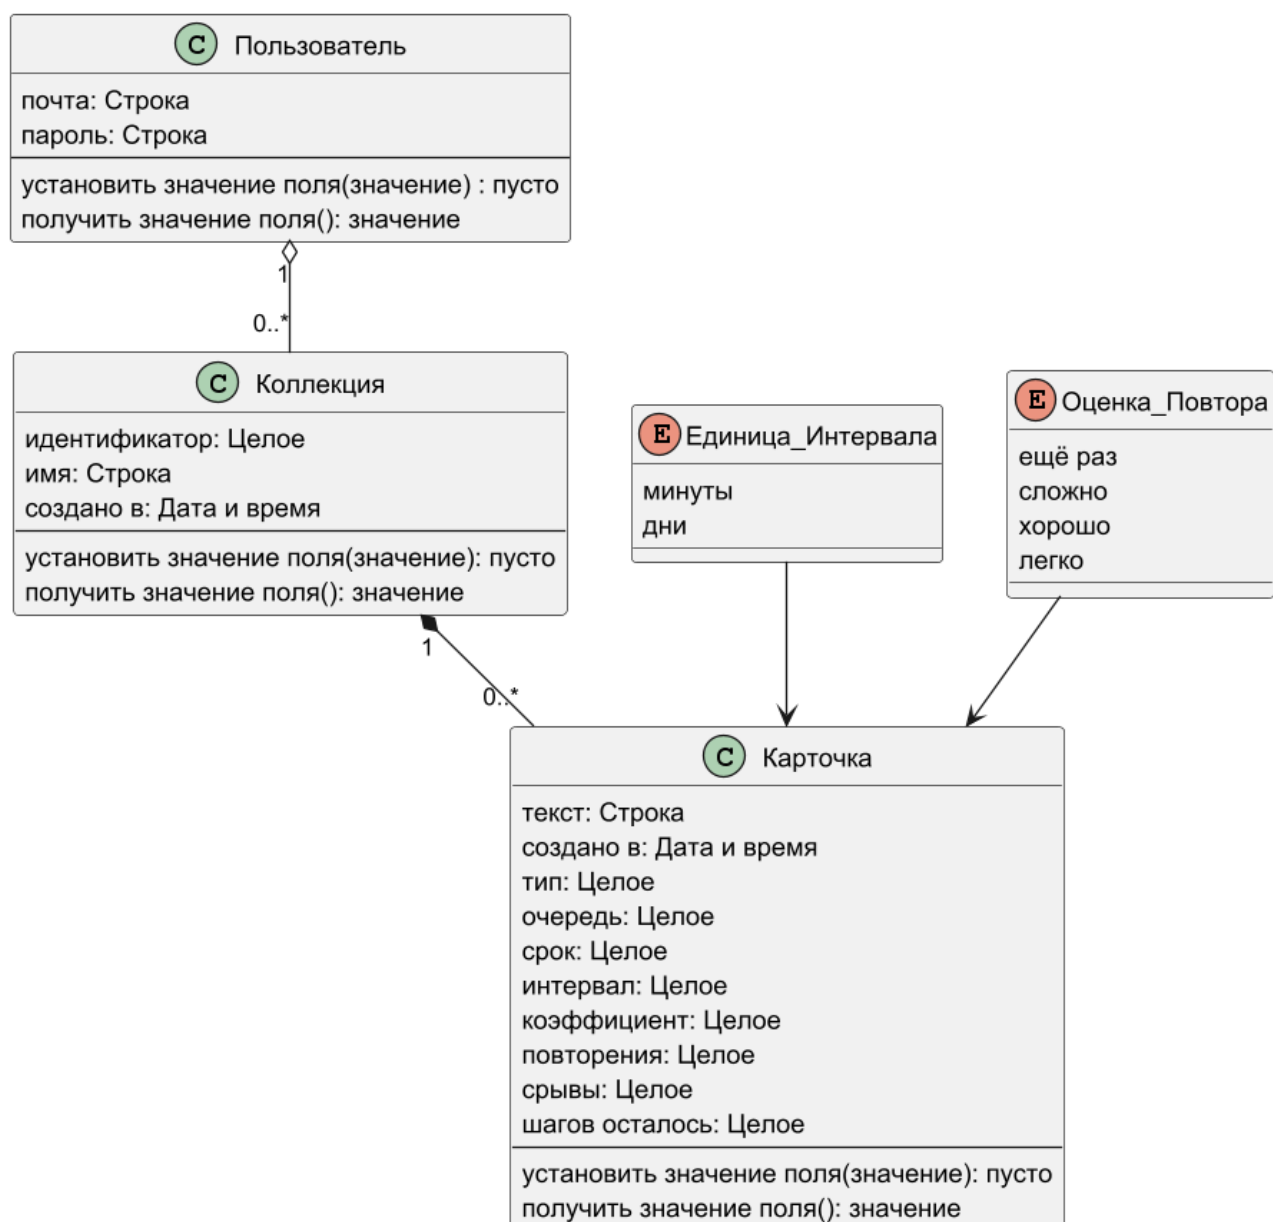 C Пользователь
почта: Строка
пароль: Строка
установить значение поля(значение) : пусто
получить значение поля(): значение
1
0..*
C Коллекция
идентификатор: Целое
имя: Строка
создано в: Дата и время
установить значение поля(значение): пусто
получить значение поля(): значение
1
0..*
E Единица_Интервала
минуты
дни
E Оценка_Повтора
ещё раз
сложно
хорошо
легко
C Карточка
текст: Строка
создано в: Дата и время
тип: Целое
очередь: Целое
срок: Целое
интервал: Целое
коэффициент: Целое
повторения: Целое
срывы: Целое
шагов осталось: Целое
установить значение поля(значение): пусто
получить значение поля(): значение